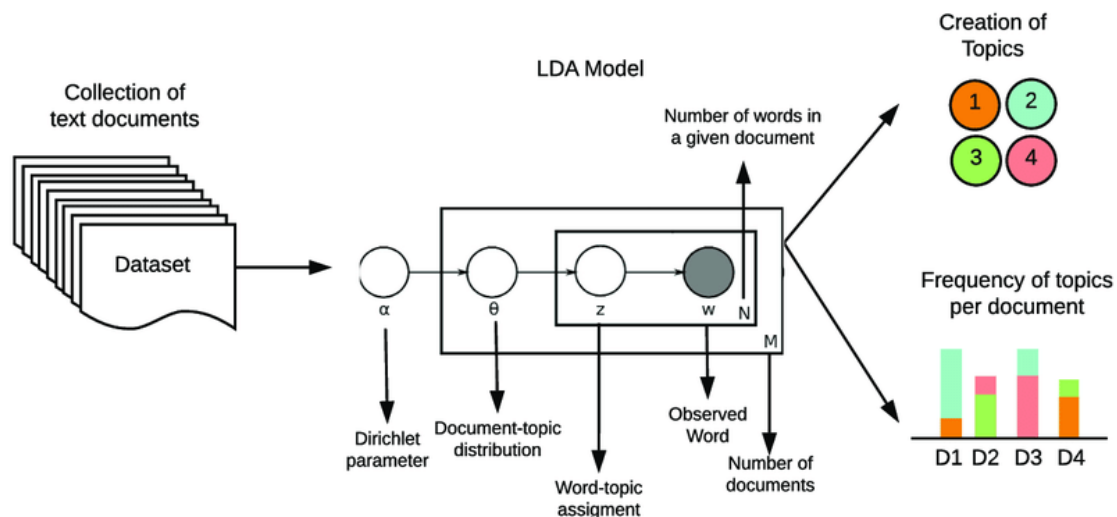 Collection of
text documents
Dataset
LDA Model
Number of words in
a given document
α
θ
z
w
N
M
Dirichlet
parameter
Document-topic
distribution
Word-topic
assigment
Observed
Word
Number of
documents
Creation of
Topics
1
2
3
4
Frequency of topics
per document
D1 D2 D3 D4